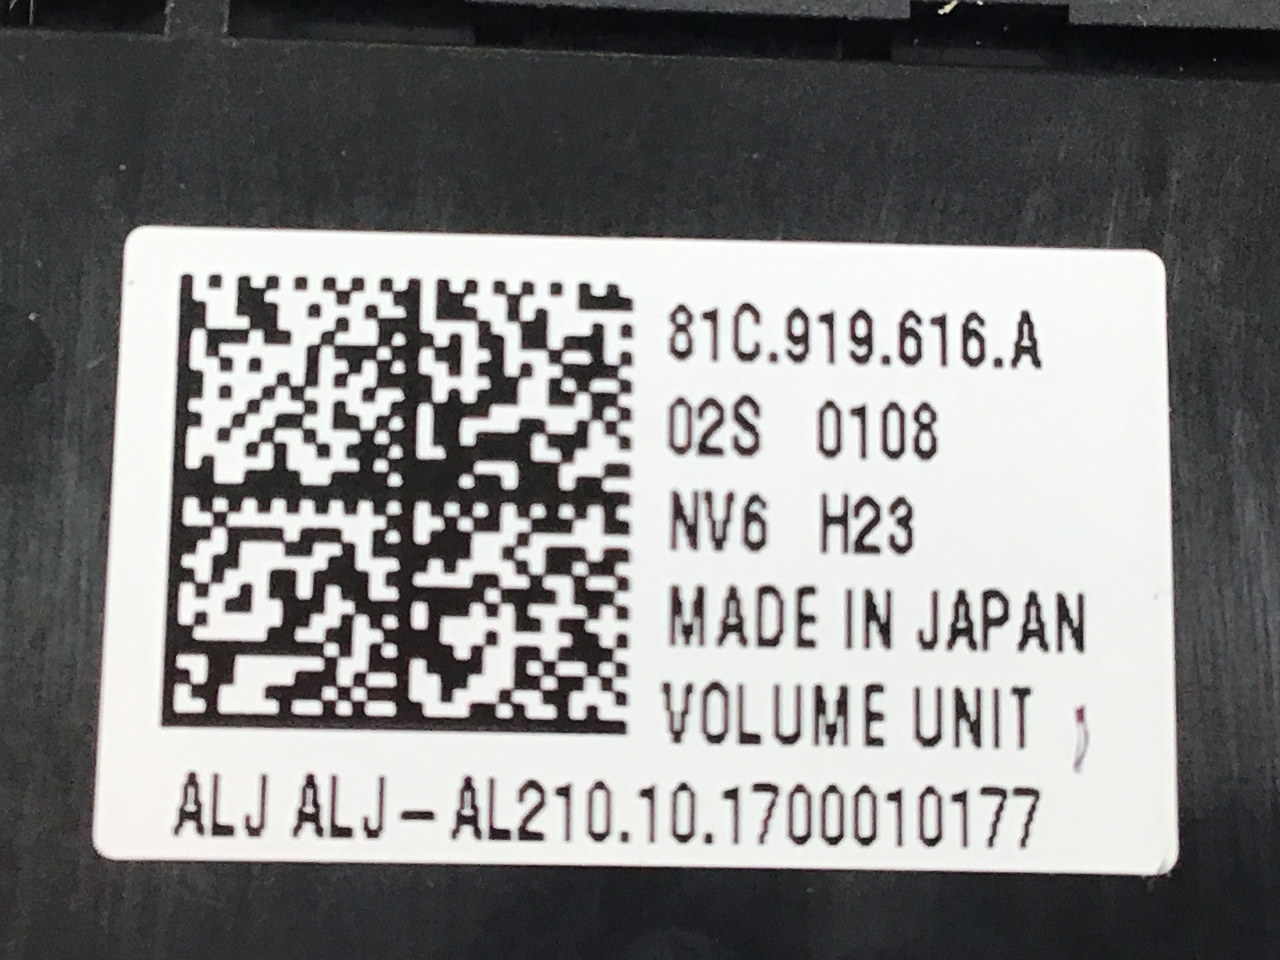 81C.919.616.A
02S 0108
NV6 H23
MADE IN JAPAN
VOLUME UNIT
ALJ ALJ-AL210.10.1700010177